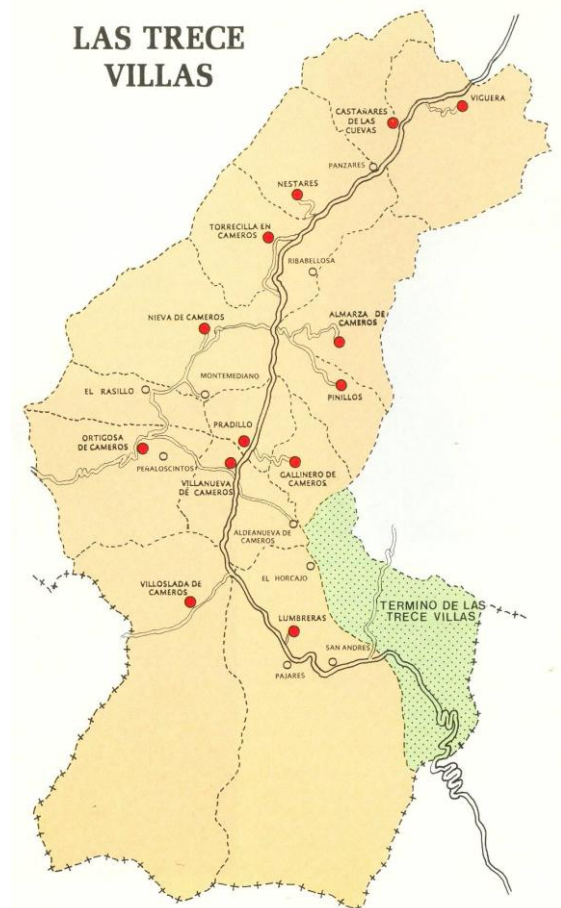 LAS TRECE
VILLAS
VIGUERA
CASTAÑARES
DE LAS
CUEVAS
PANZARES
NESTARES
TORRECILLA EN
CAMEROS
RIBABELLOSA
NIEVA DE CAMEROS
ALMARZA DE
CAMEROS
MONTEMEDIANO
EL RASILLO
PINILLOS
PRADILLO
ORTIGOSA
DE CAMEROS
PEÑALOSCINTOS
VILLANUEVA
DE CAMEROS
GALLINERO DE
CAMEROS
ALDEANUEVA DE
CAMEROS
EL HORCAJO
VILLOSLADA DE
CAMEROS
TERMINO DE LAS
TRECE VILLAS
LUMBRERAS
SAN ANDRES
PAJARES